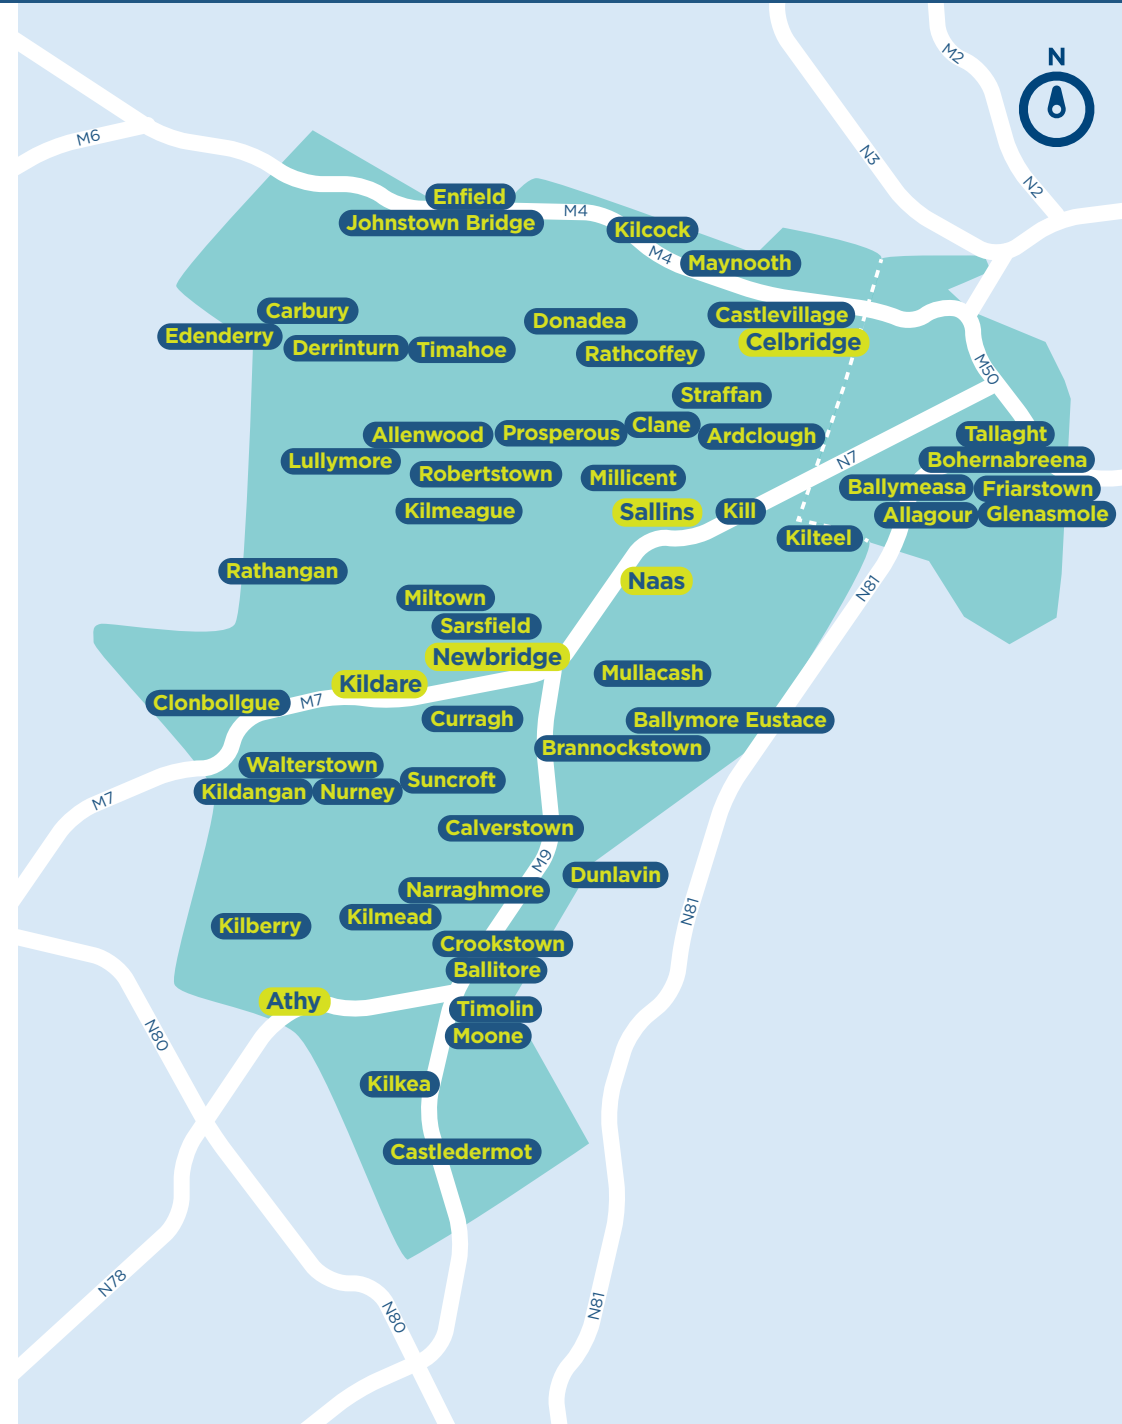 M2
N
M6
N3
N2
Enfield
M4
Johnstown Bridge
Kilcock
M4
Maynooth
Carbury
Castlevillage
Donadea
Edenderry
Celbridge
Derrinturn
Timahoe
Rathcoffey
M50
Straffan
Clane
Prosperous
Allenwood
Ardclough
Tallaght
Lullymore
N7
Bohernabreena
Robertstown
Millicent
Ballymeasa
Friarstown
Kilmeague
Sallins
Kill
Allagour
Glenasmole
Kilteel
Rathangan
Naas
N81
Miltown
Sarsfield
Newbridge
Mullacash
Kildare
Clonbollgue
M7
Curragh
Ballymore Eustace
Brannockstown
Walterstown
Suncroft
Kildangan
Nurney
M7
Calverstown
M9
Dunlavin
Narraghmore
N81
Kilmead
Kilberry
Crookstown
Ballitore
Athy
Timolin
N80
Moone
Kilkea
Castledermot
N78
N81
N80